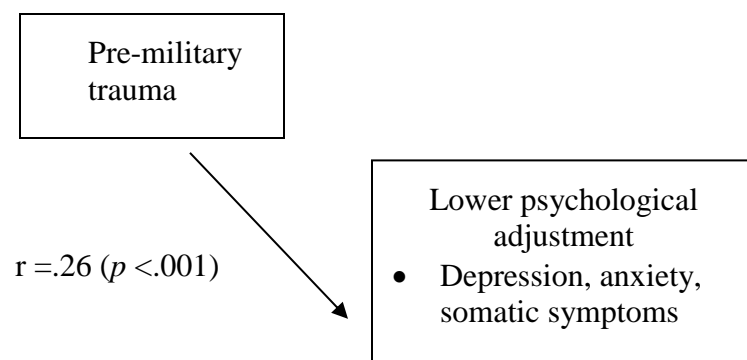 Pre-military
trauma
Lower psychological
adjustment
• Depression, anxiety,
somatic symptoms
r =.26 (p <.001)